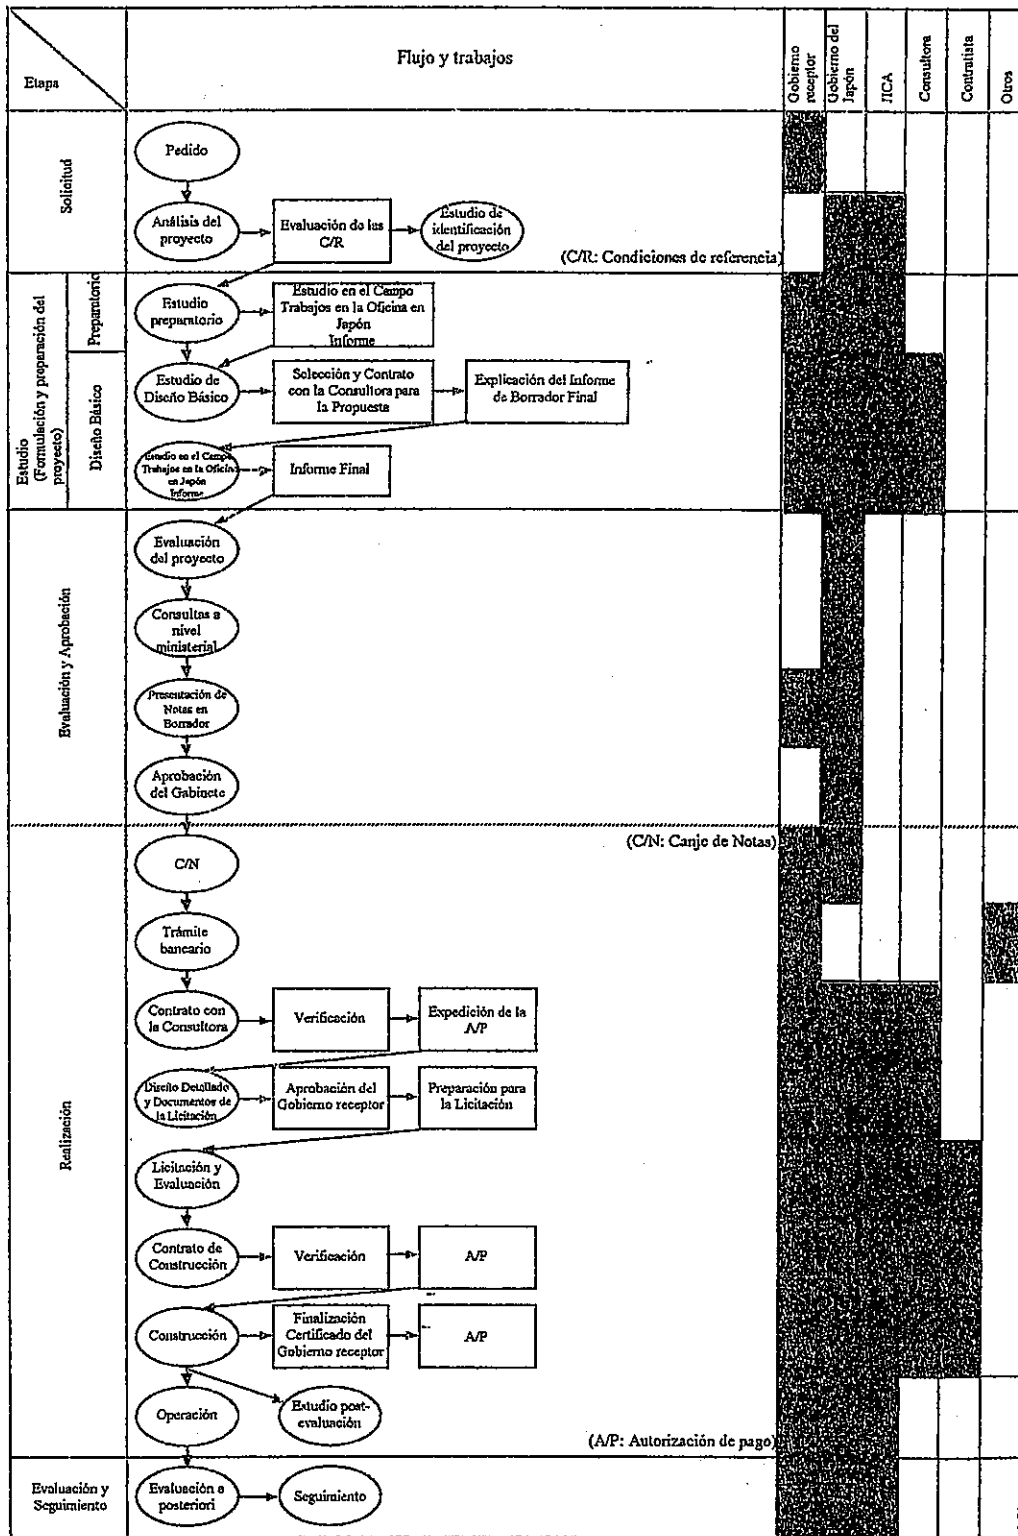 Etapa
Flujo y trabajos
Gobierno
receptor
Gobierno del
Japón
JICA
Consultora
Contratista
Otros
Solicitud
Pedido
Análisis del
proyecto
Evaluación de las
C/R
Estudio de
identificación
del proyecto
(C/R: Condiciones de referencia)
Estudio
(Formulación y preparación del
proyecto)
Preparatorio
Estudio
preparatorio
Estudio en el Campo
Trabajos en la Oficina en
Japón
Informe
Diseño Básico
Estudio de
Diseño Básico
Selección y Contrato
con la Consultora para
la Propuesta
Explicación del Informe
de Borrador Final
Estudio en el Campo
Trabajos en la Oficina
en Japón
Informe
Informe Final
Evaluación y Aprobación
Evaluación
del proyecto
Consultas a
nivel
ministerial
Presentación de
Notas en
Borrador
Aprobación
del Gabinete
(C/N: Canje de Notas)
Realización
C/N
Trámite
bancario
Contrato con
la Consultora
Verificación
Expedición de la
A/P
Diseño Detallado
y Documentos de
la Licitación
Aprobación del
Gobierno receptor
Preparación para
la Licitación
Licitación y
Evaluación
Contrato de
Construcción
Verificación
A/P
Construcción
Finalización
Certificado del
Gobierno receptor
A/P
Operación
Estudio post-
evaluación
(A/P: Autorización de pago)
Evaluación y
Seguimiento
Evaluación a
posteriori
Seguimiento